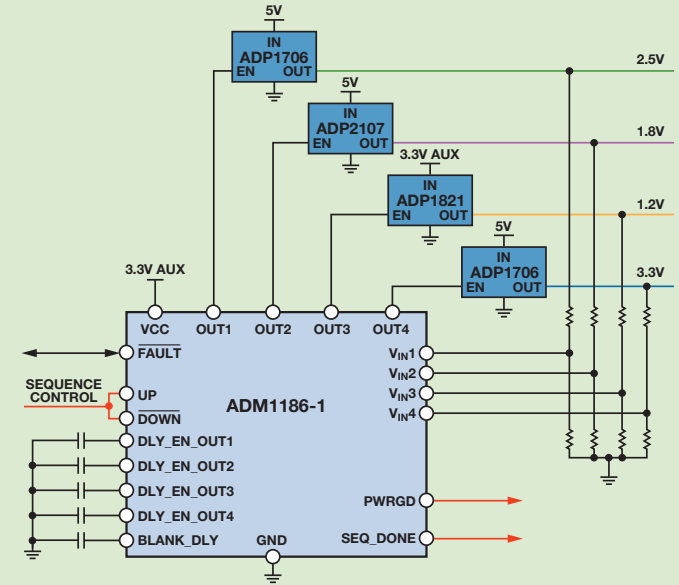 5V
IN
ADP1706
EN OUT
2.5V
5V
IN
ADP2107
EN OUT
1.8V
3.3V AUX
IN
ADP1821
EN OUT
1.2V
5V
IN
ADP1706
EN OUT
3.3V
3.3V AUX
VCC OUT1 OUT2 OUT3 OUT4
FAULT
SEQUENCE
CONTROL
UP
DOWN
DLY_EN_OUT1
DLY_EN_OUT2
DLY_EN_OUT3
DLY_EN_OUT4
BLANK_DLY
ADM1186-1
VIN1
VIN2
VIN3
VIN4
PWRGD
SEQ_DONE
GND